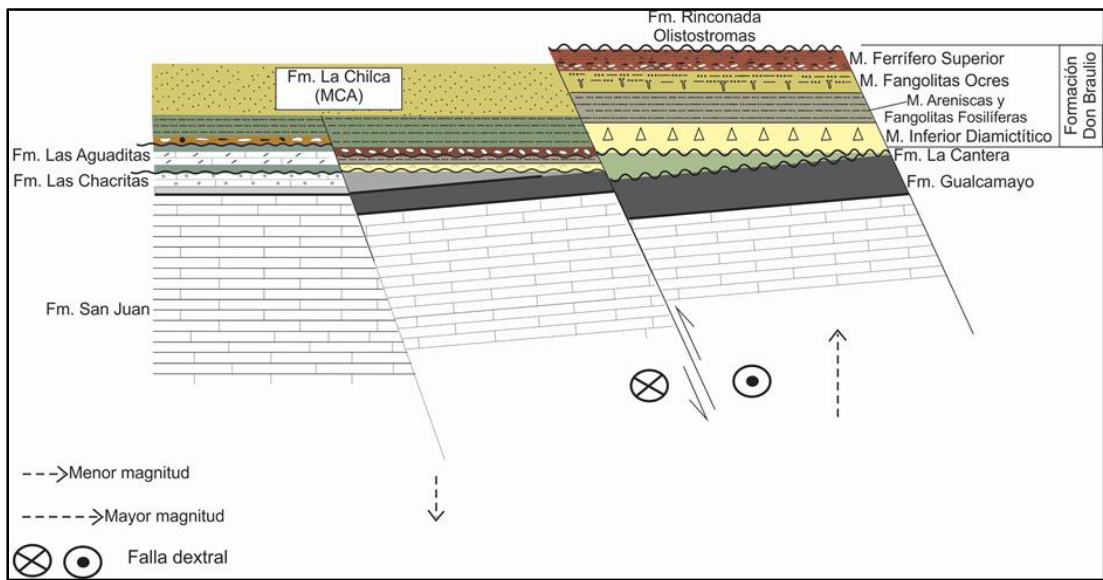 Fm. Rinconada
Olistostromas
Fm. La Chilca
(MCA)
M. Ferrífero Superior
M. Fangolitas Ocres
M. Areniscas y
Fangolitas Fosilíferas
M. Inferior Diamictítico
Formación
Don Braulio
Fm. Las Aguaditas
Fm. La Cantera
Fm. Las Chacritas
Fm. Gualcamayo
Fm. San Juan
Menor magnitud
Mayor magnitud
Falla dextral